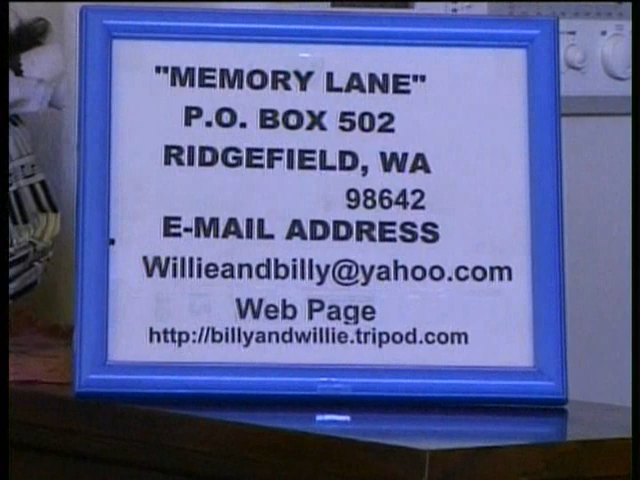 "MEMORY LANE"
P.O. BOX 502
RIDGEFIELD, WA
98642
E-MAIL ADDRESS
Willieandbilly@yahoo.com
Web Page
http://billyandwillie.tripod.com